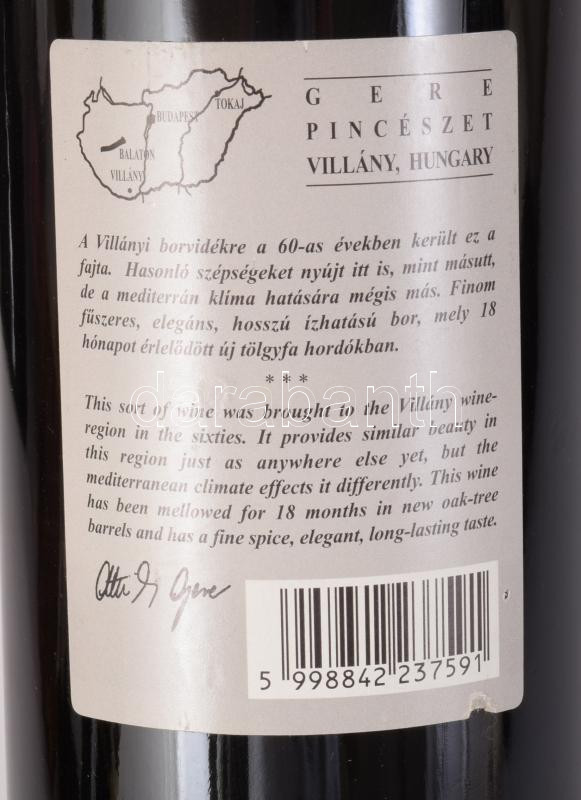 TOKAJ
BUDAPEST
BALATON
VILLÁNY
GERE
PINCÉSZET
VILLÁNY, HUNGARY
A Villányi borvidékre a 60-as években került ez a
fajta. Hasonló szépségeket nyújt itt is, mint másutt,
de a mediterrán klíma hatására mégis más. Finom
fűszeres, elegáns, hosszú ízhatású bor, mely 18
hónapot érlelődött új tölgyfa hordókban.
* * *
darabanth
This sort of wine was brought to the Villány wine-
region in the sixties. It provides similar beauty in
this region just as anywhere else yet, but the
mediterranean climate effects it differently. This wine
has been mellowed for 18 months in new oak-tree
barrels and has a fine spice, elegant, long-lasting taste.
5 998842 237591